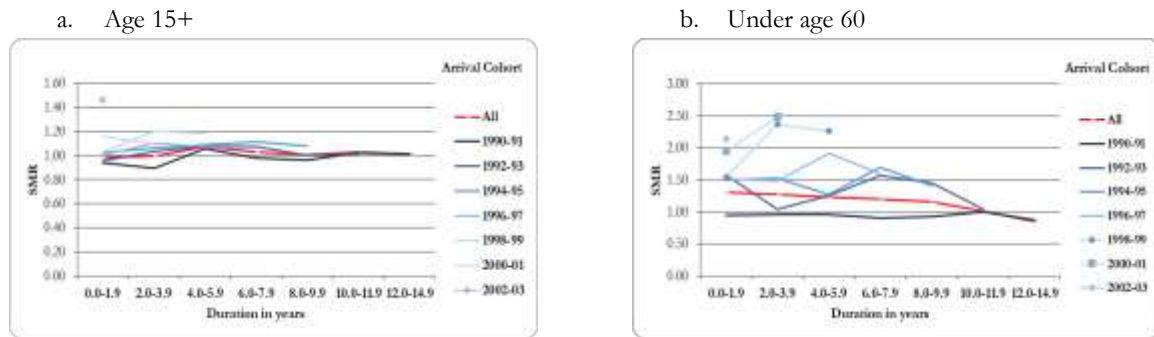 a. Age 15+
Arrival Cohort
1.60
1.40
1.20
1.00
0.80
0.60
0.40
0.20
0.00
SMR
0.0-1.9 2.0-3.9 4.0-5.9 6.0-7.9 8.0-9.9 10.0-11.9 12.0-14.9
Duration in years
All
1990-91
1992-93
1994-95
1996-97
1998-99
2000-01
2002-03
b. Under age 60
Arrival Cohort
3.00
2.50
2.00
1.50
1.00
0.50
0.00
SMR
0.0-1.9 2.0-3.9 4.0-5.9 6.0-7.9 8.0-9.9 10.0-11.9 12.0-14.9
Duration in years
All
1990-91
1992-93
1994-95
1996-97
1998-99
2000-01
2002-03